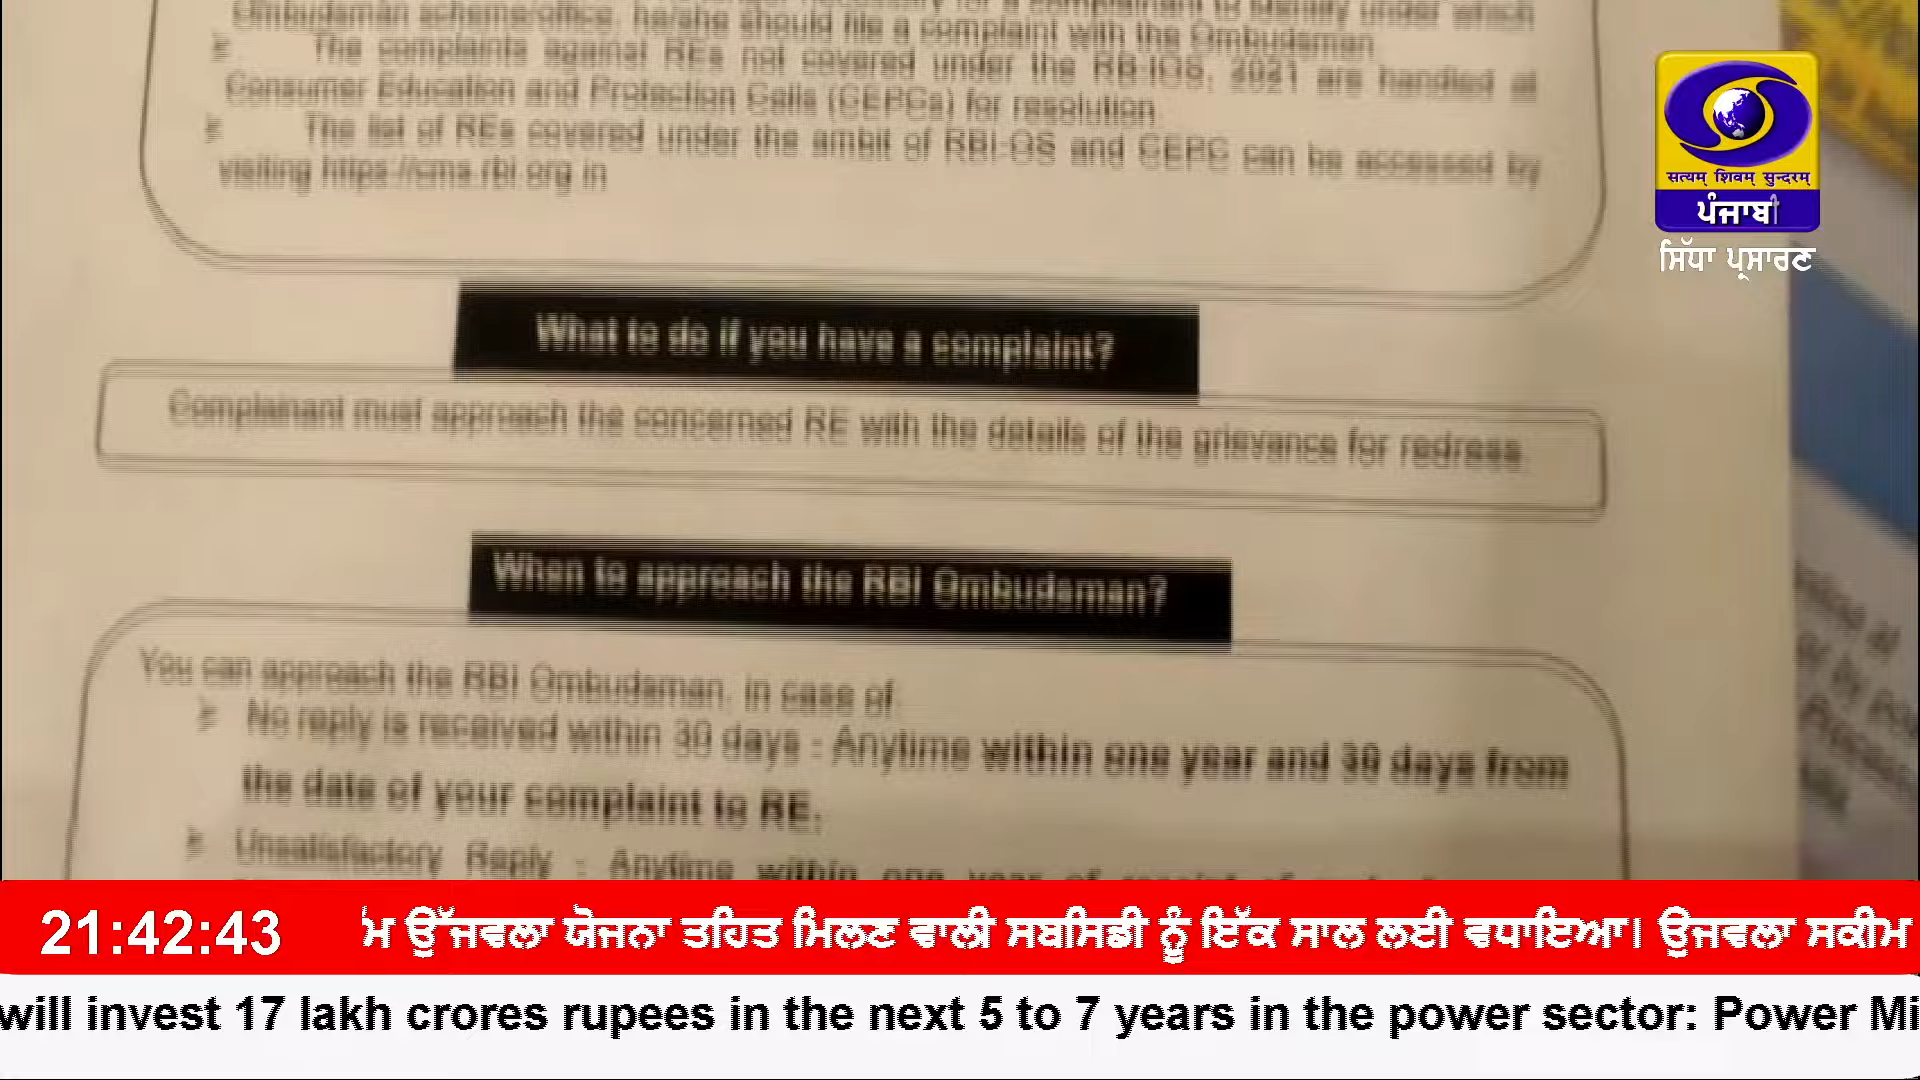 Ombudsman scheme/office, he/she should file a complaint with the Ombudsman
The complaints against REs not covered under the RB-IOS, 2021 are handled at
Consumer Education and Protection Cells (CEPCs) for resolution.
The list of REs covered under the ambit of RBI-OS and CEPC can be accessed by
visiting https://cms.rbi.org.in
सत्यम् शिवम् सुन्दरम्
ਪੰਜਾਬੀ
ਸਿੱਧਾ ਪ੍ਰਸਾਰਣ
What to do if you have a complaint?
Complainant must approach the concerned RE with the details of the grievance for redress.
When to approach the RBI Ombudsman?
You can approach the RBI Ombudsman, in case of
No reply is received within 30 days : Anytime within one year and 30 days from
the date of your complaint to RE.
Unsatisfactory Reply : Anytime within one year of receipt of
21:42:43
ਉੱਜਵਲਾ ਯੋਜਨਾ ਤਹਿਤ ਮਿਲਣ ਵਾਲੀ ਸਬਸਿਡੀ ਨੂੰ ਇੱਕ ਸਾਲ ਲਈ ਵਧਾਇਆ। ਉਜਵਲਾ ਸਕੀਮ
will invest 17 lakh crores rupees in the next 5 to 7 years in the power sector: Power Mi